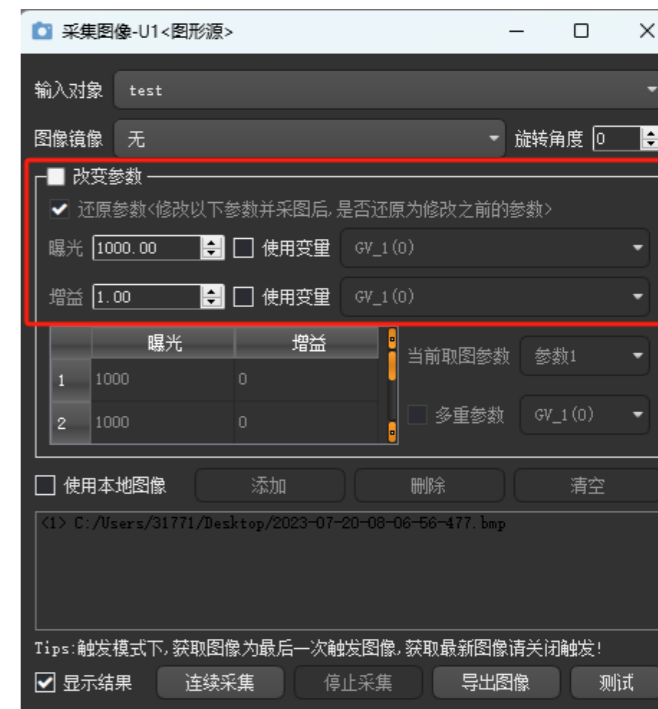 采集图像-U1<图形源>
输入对象 test
图像镜像 无 旋转角度 0
改变参数
还原参数<修改以下参数并采图后,是否还原为修改之前的参数>
曝光 1000.00 使用变量 GV_1(0)
增益 1.00 使用变量 GV_1(0)
曝光 增益
1 1000 0
当前取图参数 参数1
2 1000 0
多重参数 GV_1(0)
使用本地图像 添加 删除 清空
<1> C:/Users/31771/Desktop/2023-07-20-08-06-56-477.bmp
Tips:触发模式下,获取图像为最后一次触发图像,获取最新图像请关闭触发!
显示结果 连续采集 停止采集 导出图像 测试